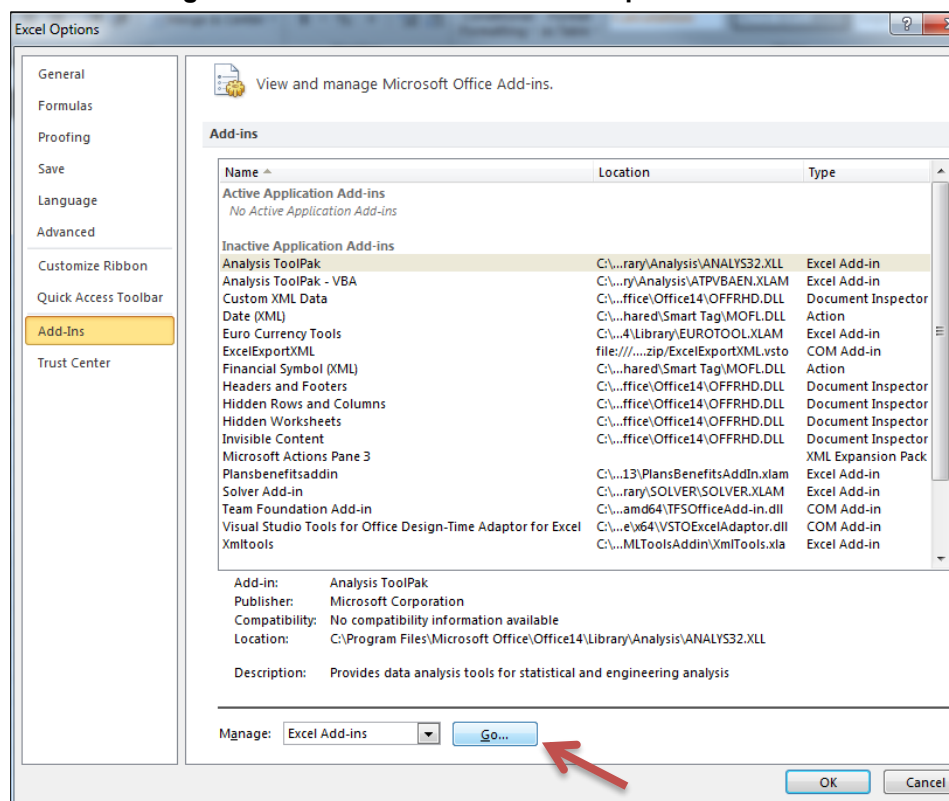 Excel Options
General
Formulas
Proofing
Save
Language
Advanced
Customize Ribbon
Quick Access Toolbar
Add-Ins
Trust Center
View and manage Microsoft Office Add-ins.
Add-ins
Name Location Type
Active Application Add-ins
No Active Application Add-ins
Inactive Application Add-ins
Analysis ToolPak C:\...rary\Analysis\ANALYS32.XLL Excel Add-in
Analysis ToolPak - VBA C:\...ry\Analysis\ATPVBAEN.XLAM Excel Add-in
Custom XML Data C:\...ffice\Office14\OFFRHD.DLL Document Inspector
Date (XML) C:\...hared\Smart Tag\MOFL.DLL Action
Euro Currency Tools C:\...4\Library\EUROTOOL.XLAM Excel Add-in
ExcelExportXML file:///....zip/ExcelExportXML.vsto COM Add-in
Financial Symbol (XML) C:\...hared\Smart Tag\MOFL.DLL Action
Headers and Footers C:\...ffice\Office14\OFFRHD.DLL Document Inspector
Hidden Rows and Columns C:\...ffice\Office14\OFFRHD.DLL Document Inspector
Hidden Worksheets C:\...ffice\Office14\OFFRHD.DLL Document Inspector
Invisible Content C:\...ffice\Office14\OFFRHD.DLL Document Inspector
Microsoft Actions Pane 3 XML Expansion Pack
Plansbenefitsaddin C:\...13\PlansBenefitsAddIn.xlam Excel Add-in
Solver Add-in C:\...rary\SOLVER\SOLVER.XLAM Excel Add-in
Team Foundation Add-in C:\...amd64\TFSOfficeAdd-in.dll COM Add-in
Visual Studio Tools for Office Design-Time Adaptor for Excel C:\...e\x64\VSTOExcelAdaptor.dll COM Add-in
Xmltools C:\...MLToolsAddin\XmlTools.xla Excel Add-in
Add-in: Analysis ToolPak
Publisher: Microsoft Corporation
Compatibility: No compatibility information available
Location: C:\Program Files\Microsoft Office\Office14\Library\Analysis\ANALYS32.XLL
Description: Provides data analysis tools for statistical and engineering analysis
Manage: Excel Add-ins Go...
OK Cancel